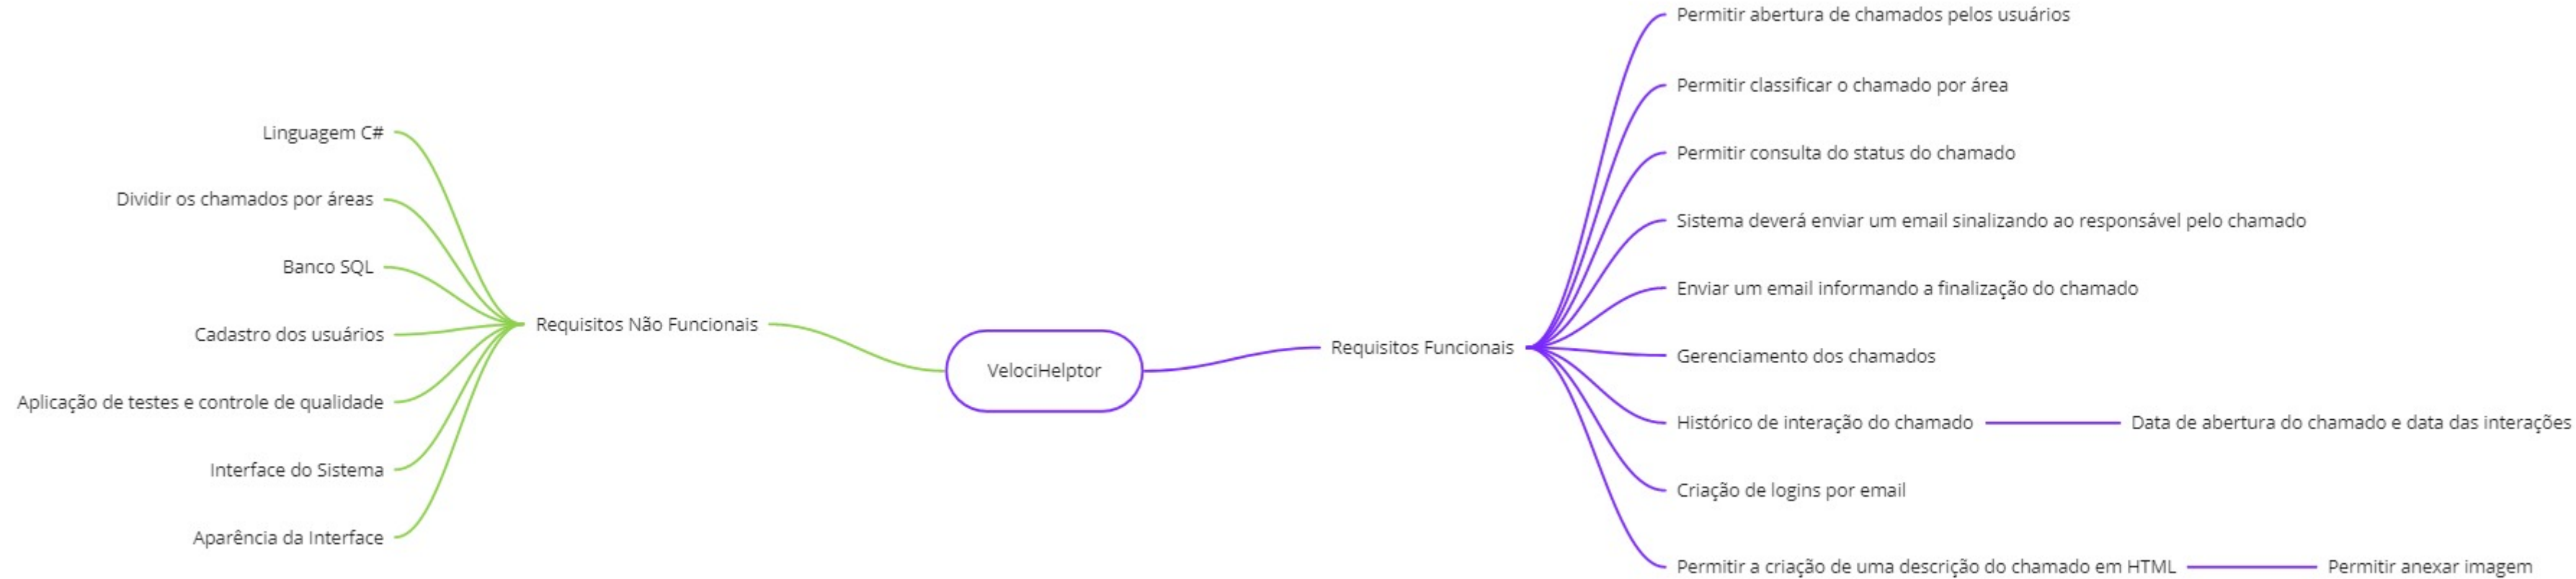 Linguagem C#
Dividir os chamados por áreas
Banco SQL
Cadastro dos usuários
Aplicação de testes e controle de qualidade
Interface do Sistema
Aparência da Interface
Requisitos Não Funcionais
VelociHelptor
Requisitos Funcionais
Permitir abertura de chamados pelos usuários
Permitir classificar o chamado por área
Permitir consulta do status do chamado
Sistema deverá enviar um email sinalizando ao responsável pelo chamado
Enviar um email informando a finalização do chamado
Gerenciamento dos chamados
Histórico de interação do chamado
Data de abertura do chamado e data das interações
Criação de logins por email
Permitir a criação de uma descrição do chamado em HTML
Permitir anexar imagem